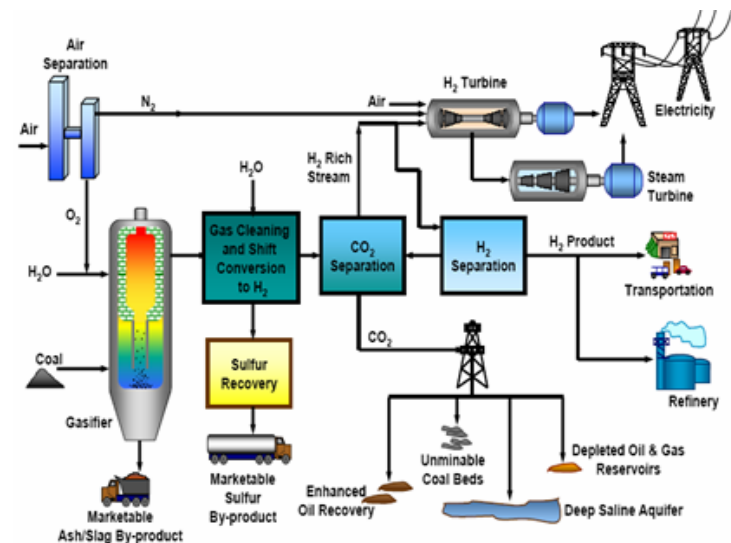 Air
Separation
Air
N₂
O₂
H₂O
Coal
Gasifier
Marketable
Ash/Slag By-product
H₂O
Gas Cleaning
and Shift
Conversion
to H₂
Sulfur
Recovery
Marketable
Sulfur
By-product
H₂ Rich
Stream
CO₂
Separation
CO₂
H₂
Separation
H₂ Product
Air
H₂ Turbine
Steam
Turbine
Electricity
Transportation
Refinery
Enhanced
Oil Recovery
Unminable
Coal Beds
Deep Saline Aquifer
Depleted Oil & Gas
Reservoirs